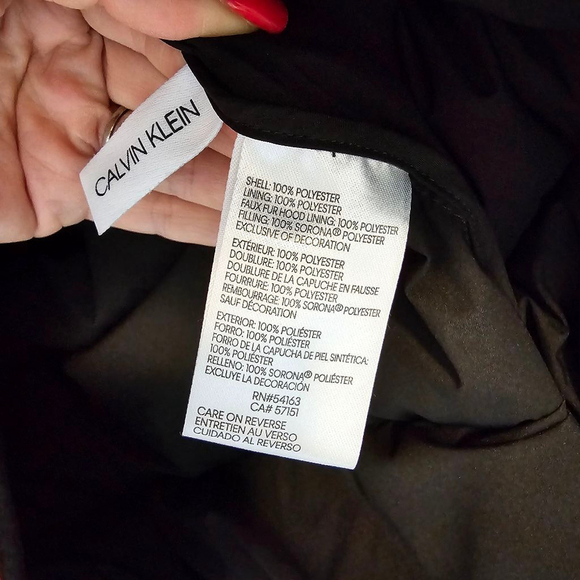 CALVIN KLEIN
SHELL: 100% POLYESTER
LINING: 100% POLYESTER
FAUX FUR HOOD LINING: 100% POLYESTER
FILLING: 100% SORONA® POLYESTER
EXCLUSIVE OF DECORATION
EXTÉRIEUR: 100% POLYESTER
DOUBLURE: 100% POLYESTER
DOUBLURE DE LA CAPUCHE EN FAUSSE
FOURRURE: 100% POLYESTER
REMBOURRAGE: 100% SORONA® POLYESTER
SAUF DÉCORATION
EXTERIOR: 100% POLIÉSTER
FORRO: 100% POLIÉSTER
FORRO DE LA CAPUCHA DE PIEL SINTÉTICA:
100% POLIÉSTER
RELLENO: 100% SORONA® POLIÉSTER
EXCLUYE LA DECORACIÓN
RN#54163
CA# 57151
CARE ON REVERSE
ENTRETIEN AU VERSO
CUIDADO AL REVERSO